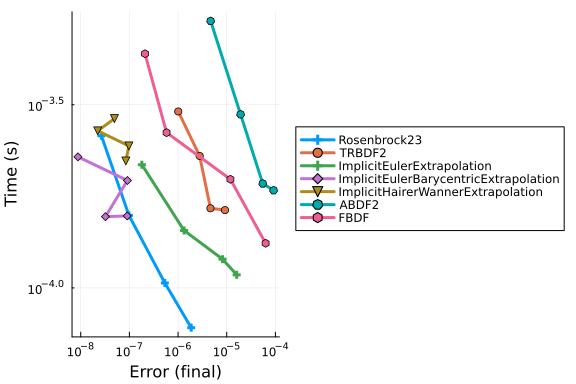 Time (s)
10^−3.5
10^−4.0
10^−8 10^−7 10^−6 10^−5 10^−4
Error (final)
Rosenbrock23
TRBDF2
ImplicitEulerExtrapolation
ImplicitEulerBarycentricExtrapolation
ImplicitHairerWannerExtrapolation
ABDF2
FBDF